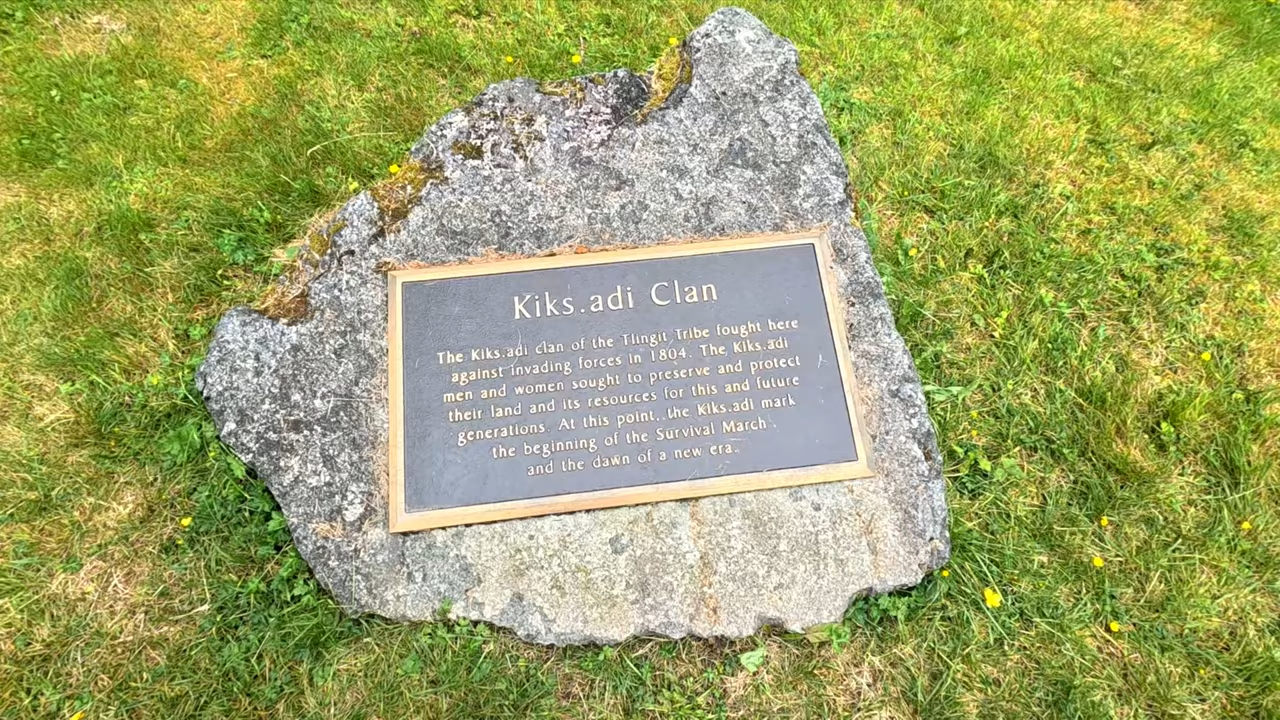 Kiks.adi Clan
The Kiks.adi clan of the Tlingit Tribe fought here
against invading forces in 1804. The Kiks.adi
men and women sought to preserve and protect
their land and its resources for this and future
generations. At this point, the Kiks.adi mark
the beginning of the Survival March
and the dawn of a new era.